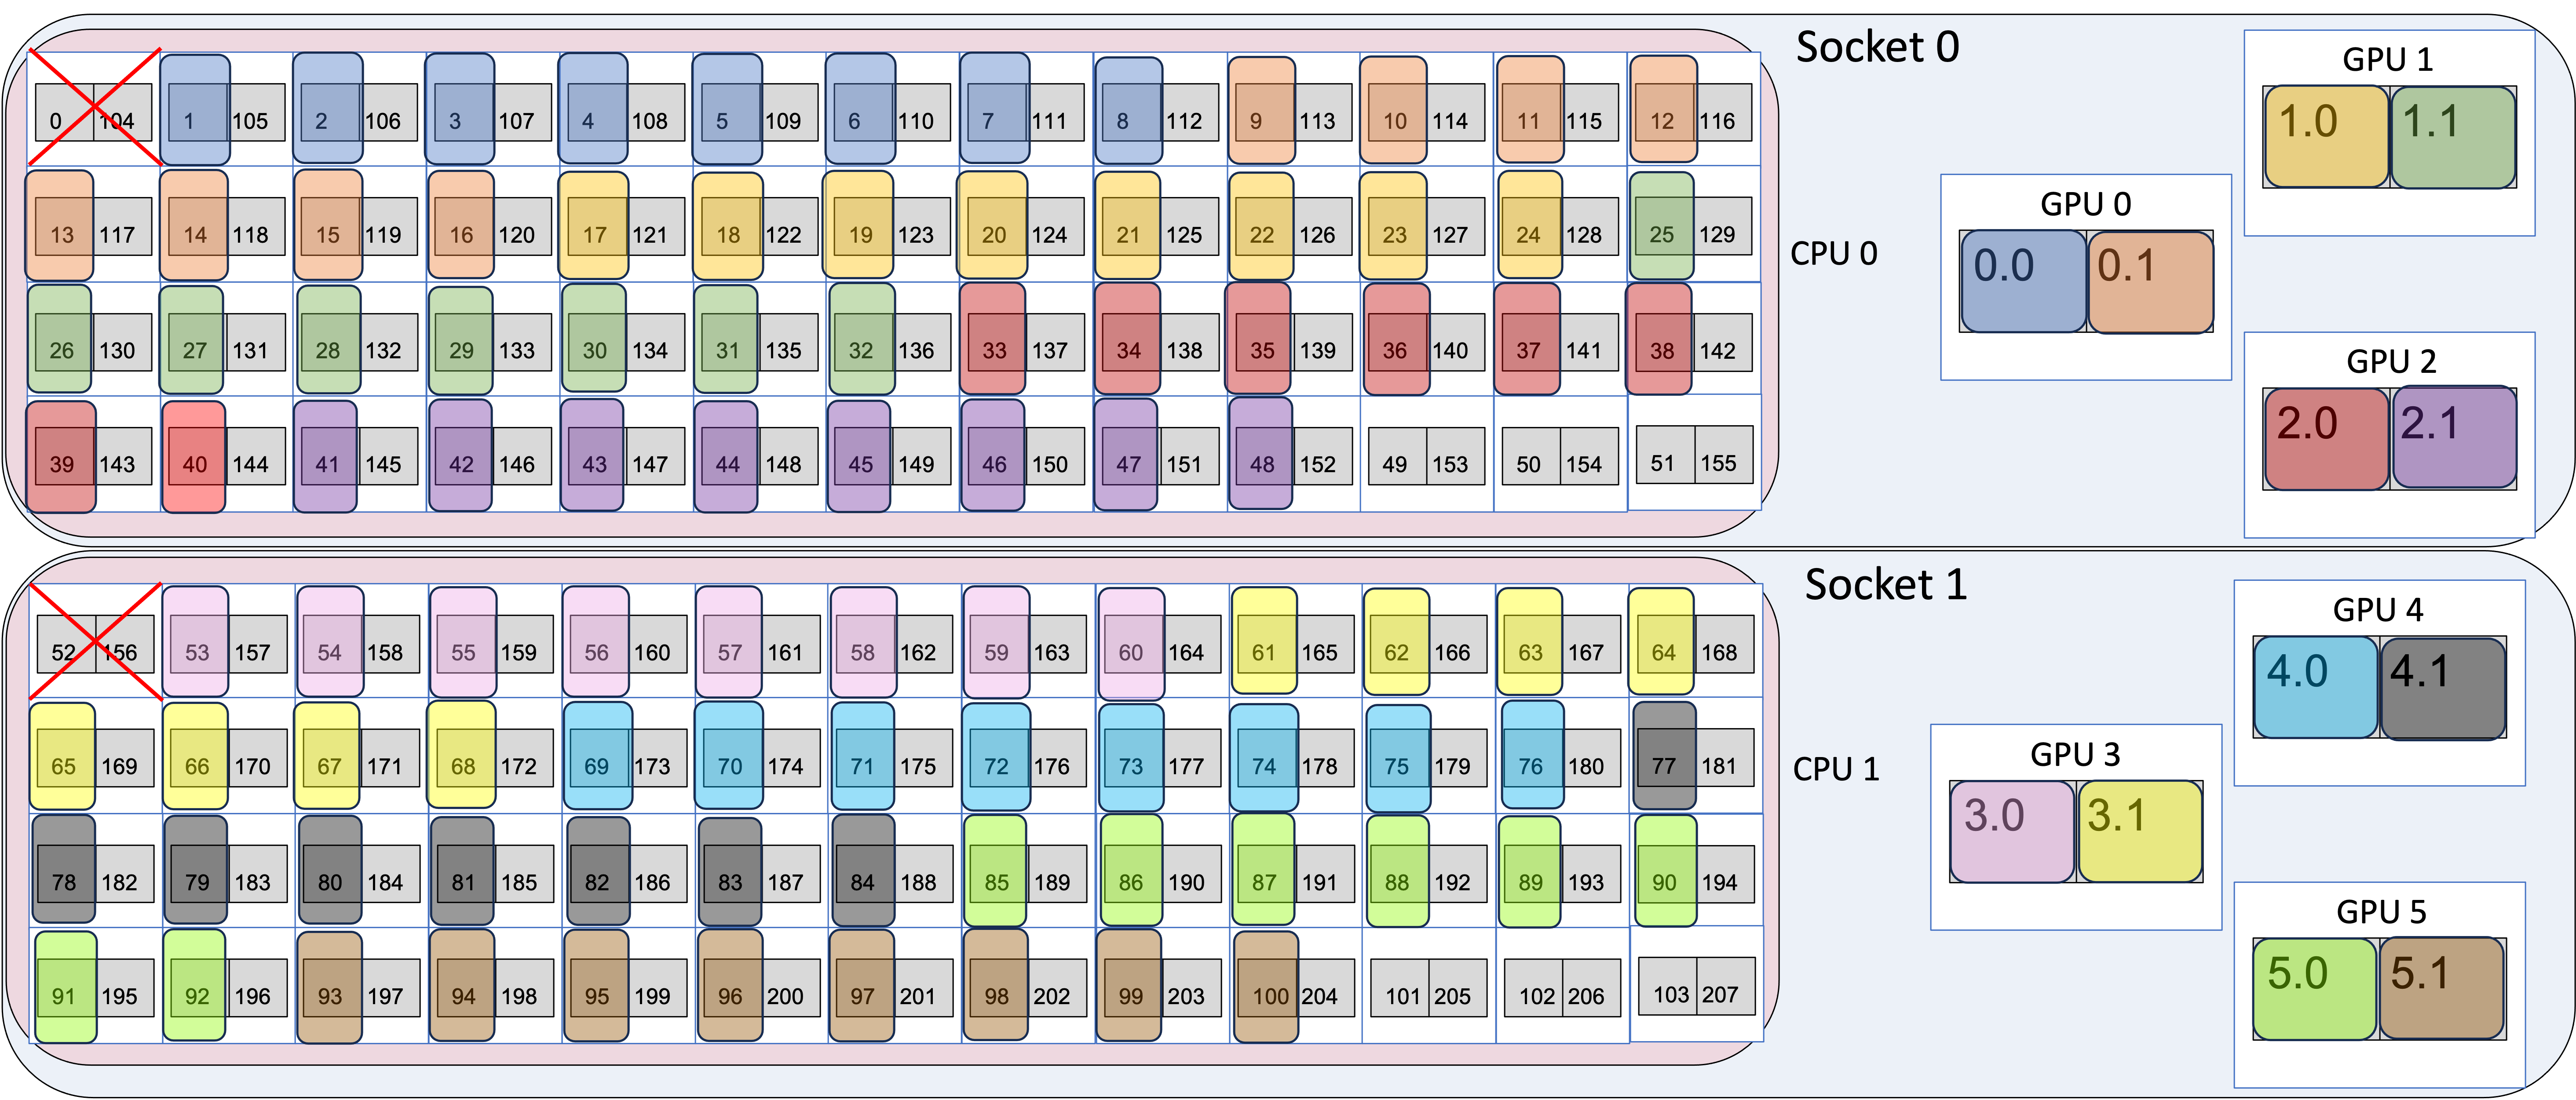 Socket 0
0 104 1 105 2 106 3 107 4 108 5 109 6 110 7 111 8 112 9 113 10 114 11 115 12 116
13 117 14 118 15 119 16 120 17 121 18 122 19 123 20 124 21 125 22 126 23 127 24 128 25 129
26 130 27 131 28 132 29 133 30 134 31 135 32 136 33 137 34 138 35 139 36 140 37 141 38 142
39 143 40 144 41 145 42 146 43 147 44 148 45 149 46 150 47 151 48 152 49 153 50 154 51 155
CPU 0
GPU 0
0.0 0.1
GPU 1
1.0 1.1
GPU 2
2.0 2.1
Socket 1
52 156 53 157 54 158 55 159 56 160 57 161 58 162 59 163 60 164 61 165 62 166 63 167 64 168
65 169 66 170 67 171 68 172 69 173 70 174 71 175 72 176 73 177 74 178 75 179 76 180 77 181
78 182 79 183 80 184 81 185 82 186 83 187 84 188 85 189 86 190 87 191 88 192 89 193 90 194
91 195 92 196 93 197 94 198 95 199 96 200 97 201 98 202 99 203 100 204 101 205 102 206 103 207
CPU 1
GPU 3
3.0 3.1
GPU 4
4.0 4.1
GPU 5
5.0 5.1